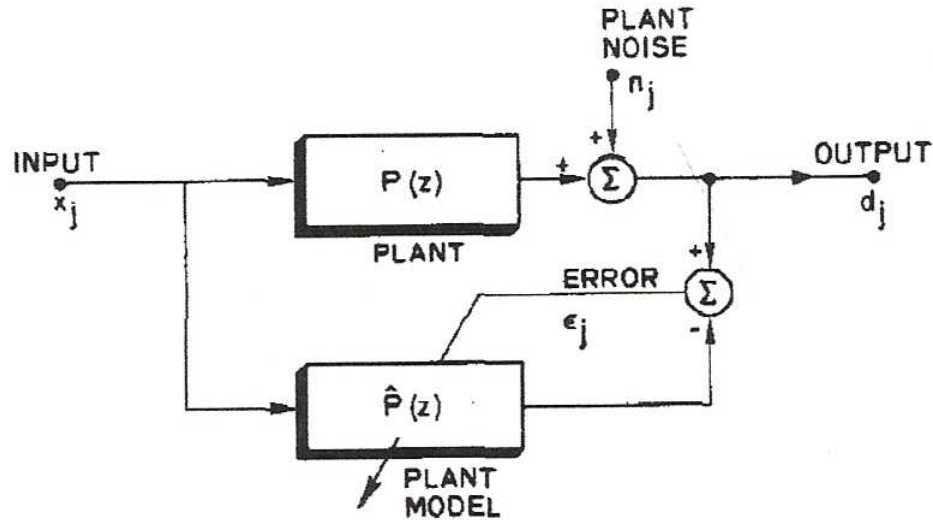 PLANT
NOISE
n_j
+
INPUT
x_j
P(z)
+
Σ
OUTPUT
d_j
PLANT
+
Σ
-
ERROR
ϵ_j
P̂(z)
PLANT
MODEL